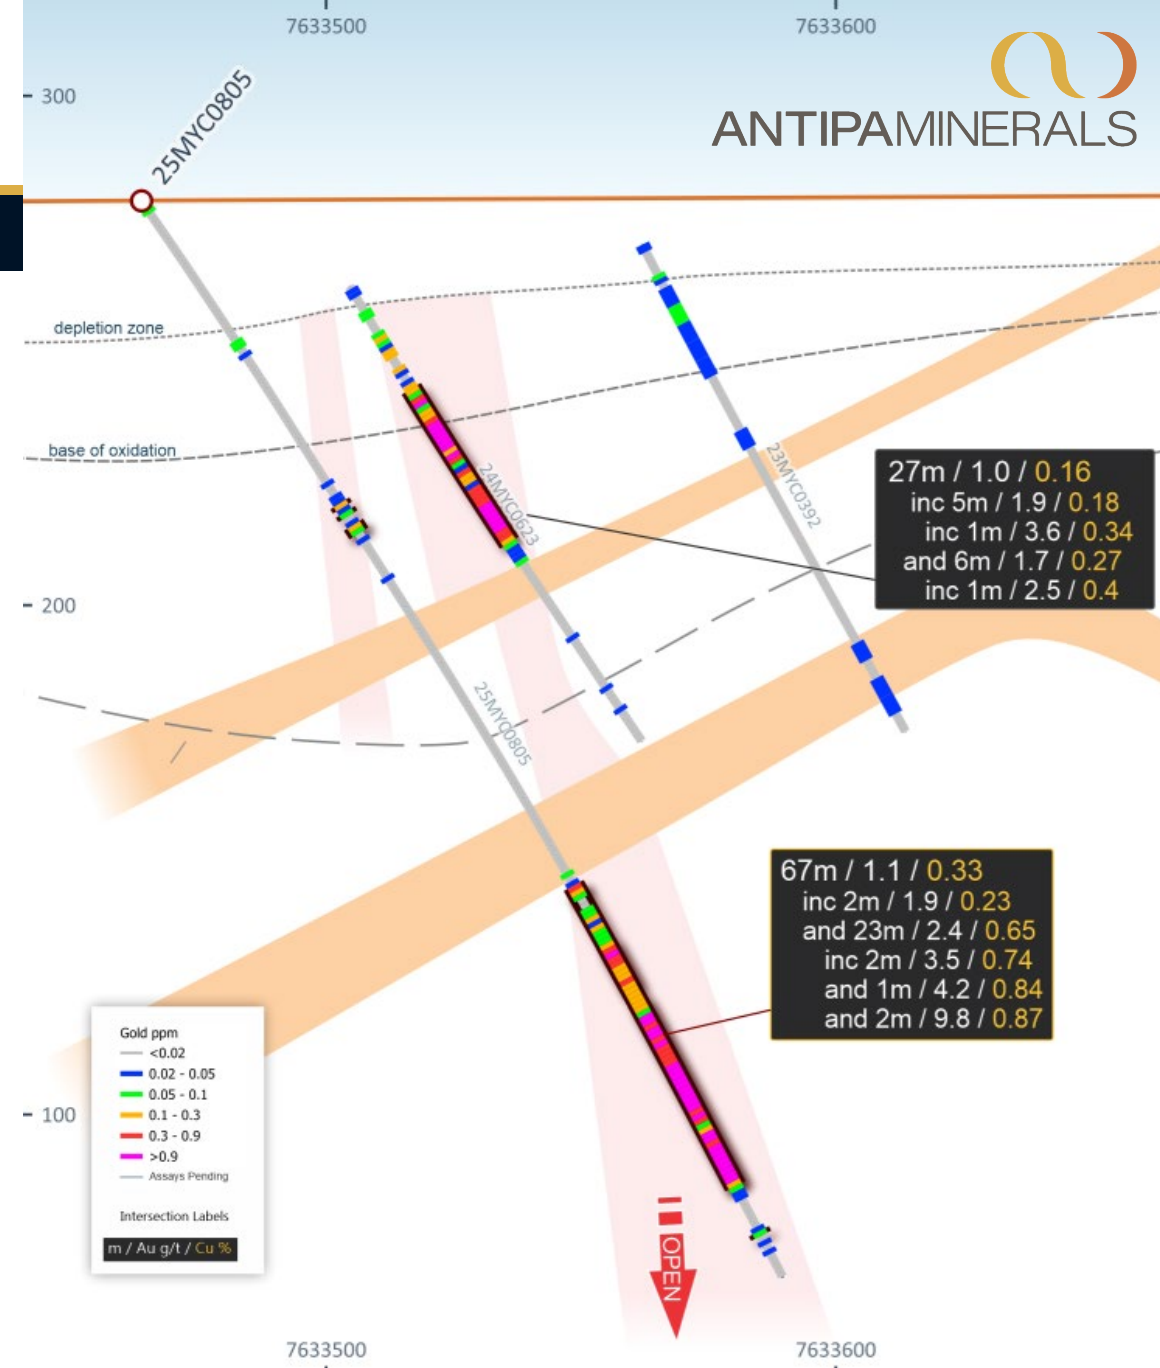 7633500
7633600
ANTIPAMINERALS
300
25MYC0805
depletion zone
base of oxidation
24MYC0623
23MYC0392
27m / 1.0 / 0.16
inc 5m / 1.9 / 0.18
inc 1m / 3.6 / 0.34
and 6m / 1.7 / 0.27
inc 1m / 2.5 / 0.4
200
25MYC0805
67m / 1.1 / 0.33
inc 2m / 1.9 / 0.23
and 23m / 2.4 / 0.65
inc 2m / 3.5 / 0.74
and 1m / 4.2 / 0.84
and 2m / 9.8 / 0.87
100
Gold ppm
<0.02
0.02 - 0.05
0.05 - 0.1
0.1 - 0.3
0.3 - 0.9
>0.9
Assays Pending
Intersection Labels
m / Au g/t / Cu %
OPEN
7633500
7633600